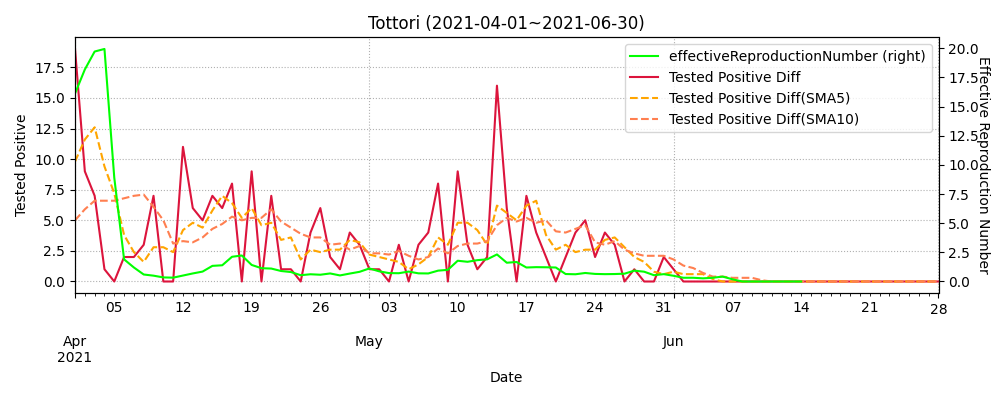 Tottori (2021-04-01~2021-06-30)
effectiveReproductionNumber (right)
Tested Positive Diff
Tested Positive Diff(SMA5)
Tested Positive Diff(SMA10)
Tested Positive
17.5
15.0
12.5
10.0
7.5
5.0
2.5
0.0
20.0
17.5
15.0
12.5
10.0
7.5
5.0
2.5
0.0
Effective Reproduction Number
05 12 19 26 03 10 17 24 31 07 14 21 28
Apr May Jun
2021
Date